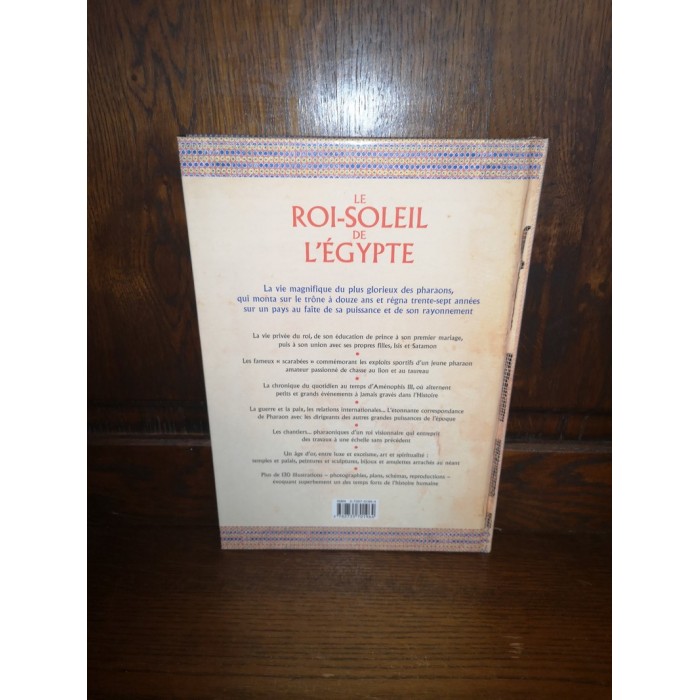 LE
ROI-SOLEIL
DE
L'ÉGYPTE
La vie magnifique du plus glorieux des pharaons,
qui monta sur le trône à douze ans et régna trente-sept années
sur un pays au faîte de sa puissance et de son rayonnement
La vie privée du roi, de son éducation de prince à son premier mariage,
puis à son union avec ses propres filles, Isis et Satamon
Les fameux « scarabées » commémorant les exploits sportifs d'un jeune pharaon
amateur passionné de chasse au lion et au taureau
La chronique du quotidien au temps d'Aménophis III, où alternent
petits et grands événements à jamais gravés dans l'Histoire
La guerre et la paix, les relations internationales... L'étonnante correspondance
de Pharaon avec les dirigeants des autres grandes puissances de l'époque
Les chantiers... pharaoniques d'un roi visionnaire qui entreprit
des travaux à une échelle sans précédent
Un âge d'or, entre luxe et exotisme, art et spiritualité :
temples et palais, peintures et sculptures, bijoux et amulettes arrachés au néant
Plus de 130 illustrations – photographies, plans, schémas, reproductions –
évoquant superbement un des temps forts de l'histoire humaine
ISBN